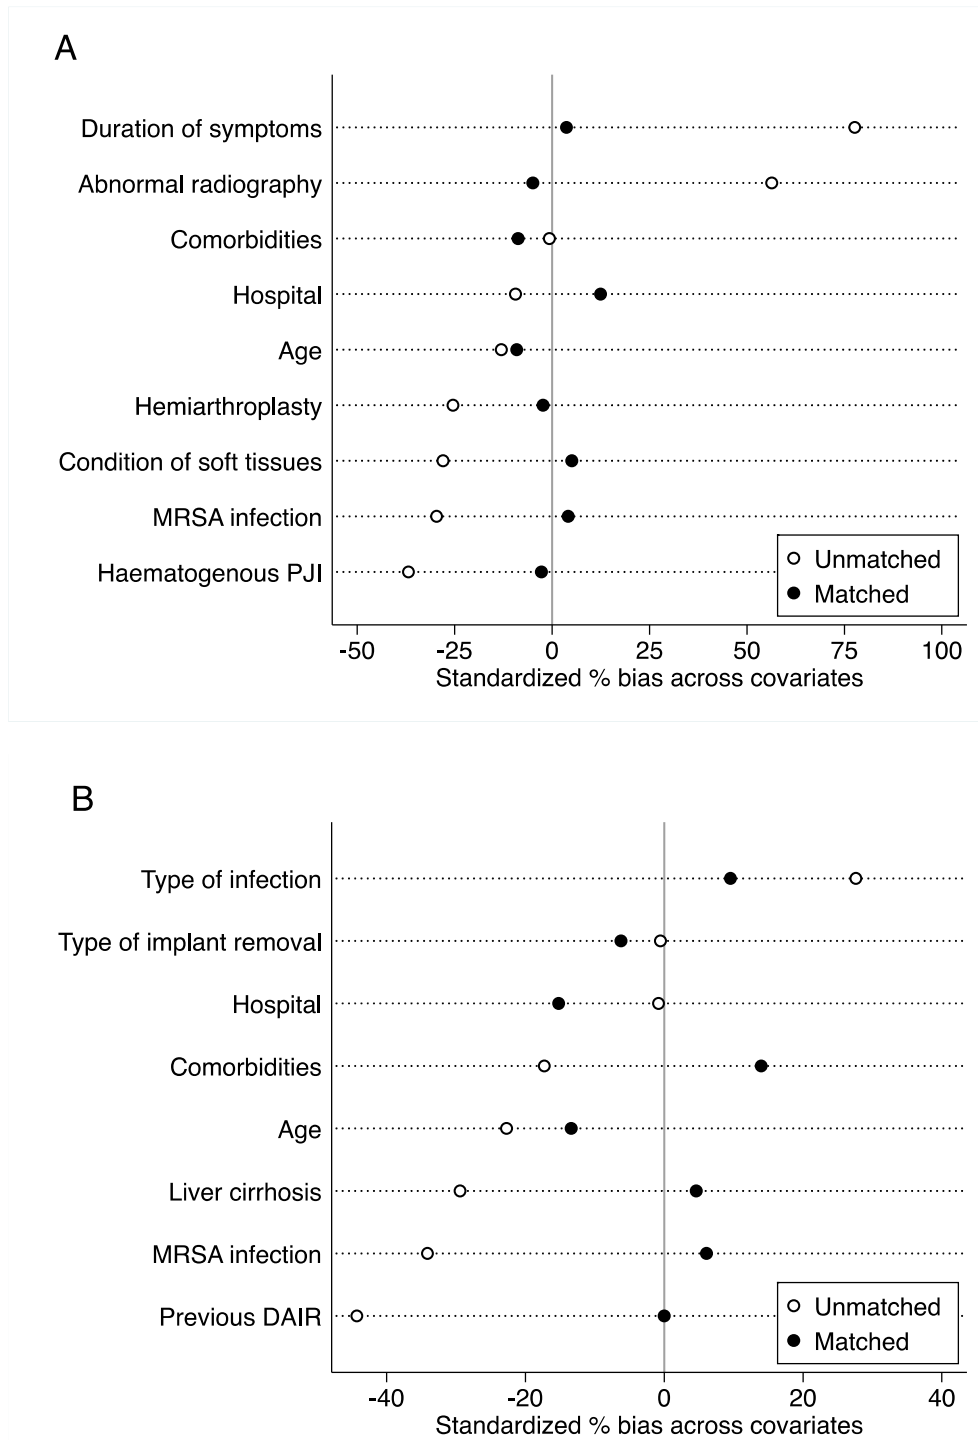 A
Duration of symptoms
Abnormal radiography
Comorbidities
Hospital
Age
Hemiarthroplasty
Condition of soft tissues
MRSA infection
Haematogenous PJI
Unmatched
Matched
-50 -25 0 25 50 75 100
Standardized % bias across covariates
B
Type of infection
Type of implant removal
Hospital
Comorbidities
Age
Liver cirrhosis
MRSA infection
Previous DAIR
Unmatched
Matched
-40 -20 0 20 40
Standardized % bias across covariates